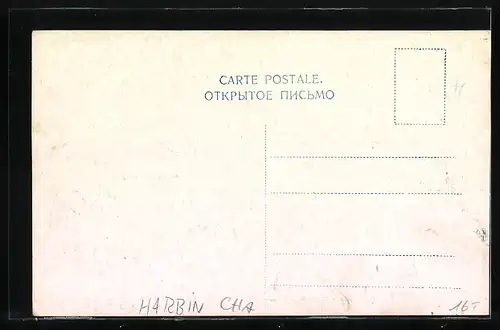 CARTE POSTALE.
ОТКРЫТОЕ ПИСЬМО
HARBIN CHA